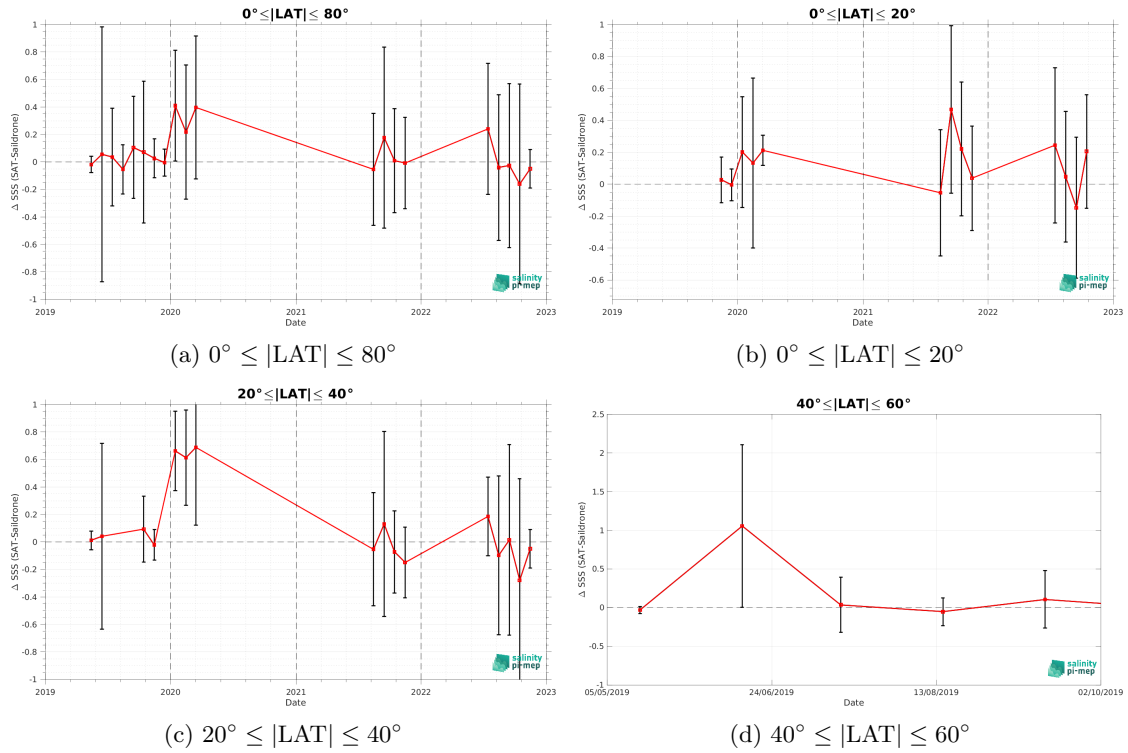 0°≤|LAT|≤ 80°
1
0.8
0.6
0.4
0.2
0
-0.2
-0.4
-0.6
-0.8
-1
Δ SSS (SAT-Saildrone)
salinity
pi-mep
2019
2020
2021
2022
2023
Date
(a) 0° ≤ |LAT| ≤ 80°
0°≤|LAT|≤ 20°
1
0.8
0.6
0.4
0.2
0
-0.2
-0.4
-0.6
Δ SSS (SAT-Saildrone)
salinity
pi-mep
2019
2020
2021
2022
2023
Date
(b) 0° ≤ |LAT| ≤ 20°
20°≤|LAT|≤ 40°
1
0.8
0.6
0.4
0.2
0
-0.2
-0.4
-0.6
-0.8
-1
Δ SSS (SAT-Saildrone)
salinity
pi-mep
2019
2020
2021
2022
2023
Date
(c) 20° ≤ |LAT| ≤ 40°
40°≤|LAT|≤ 60°
2.5
2
1.5
1
0.5
0
-0.5
-1
Δ SSS (SAT-Saildrone)
salinity
pi-mep
05/05/2019
24/06/2019
13/08/2019
02/10/2019
Date
(d) 40° ≤ |LAT| ≤ 60°